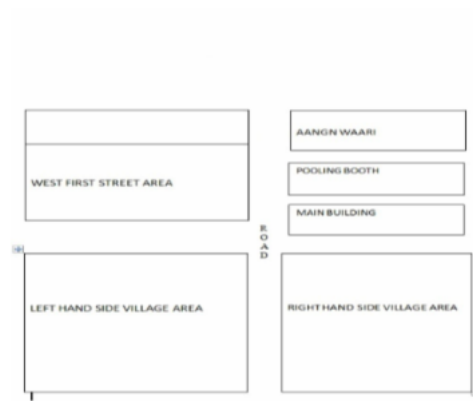 AANGN WAARI
WEST FIRST STREET AREA
POOLING BOOTH
MAIN BUILDING
ROAD
LEFT HAND SIDE VILLAGE AREA
RIGHT HAND SIDE VILLAGE AREA